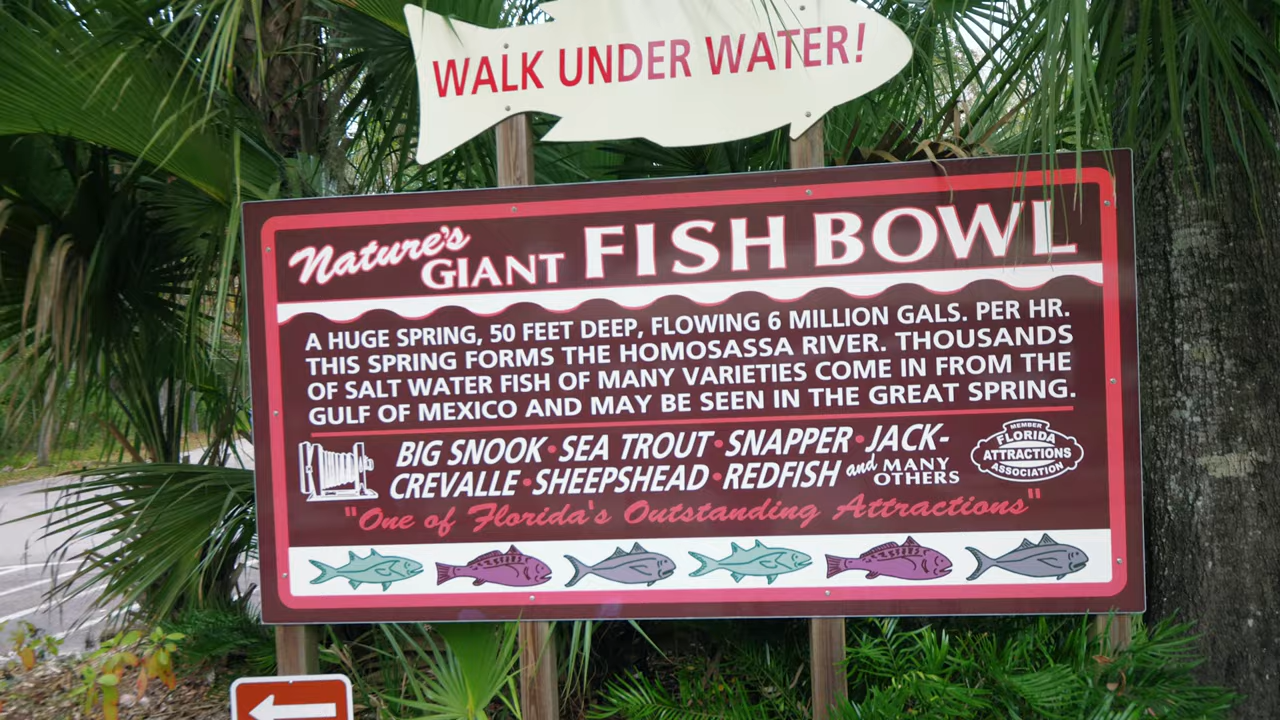 WALK UNDER WATER!
Nature's
GIANT FISH BOWL
A HUGE SPRING, 50 FEET DEEP, FLOWING 6 MILLION GALS. PER HR.
THIS SPRING FORMS THE HOMOSASSA RIVER. THOUSANDS
OF SALT WATER FISH OF MANY VARIETIES COME IN FROM THE
GULF OF MEXICO AND MAY BE SEEN IN THE GREAT SPRING.
BIG SNOOK • SEA TROUT • SNAPPER • JACK-
CREVALLE • SHEEPSHEAD • REDFISH and MANY
OTHERS
MEMBER
FLORIDA
ATTRACTIONS
ASSOCIATION
"One of Florida's Outstanding Attractions"